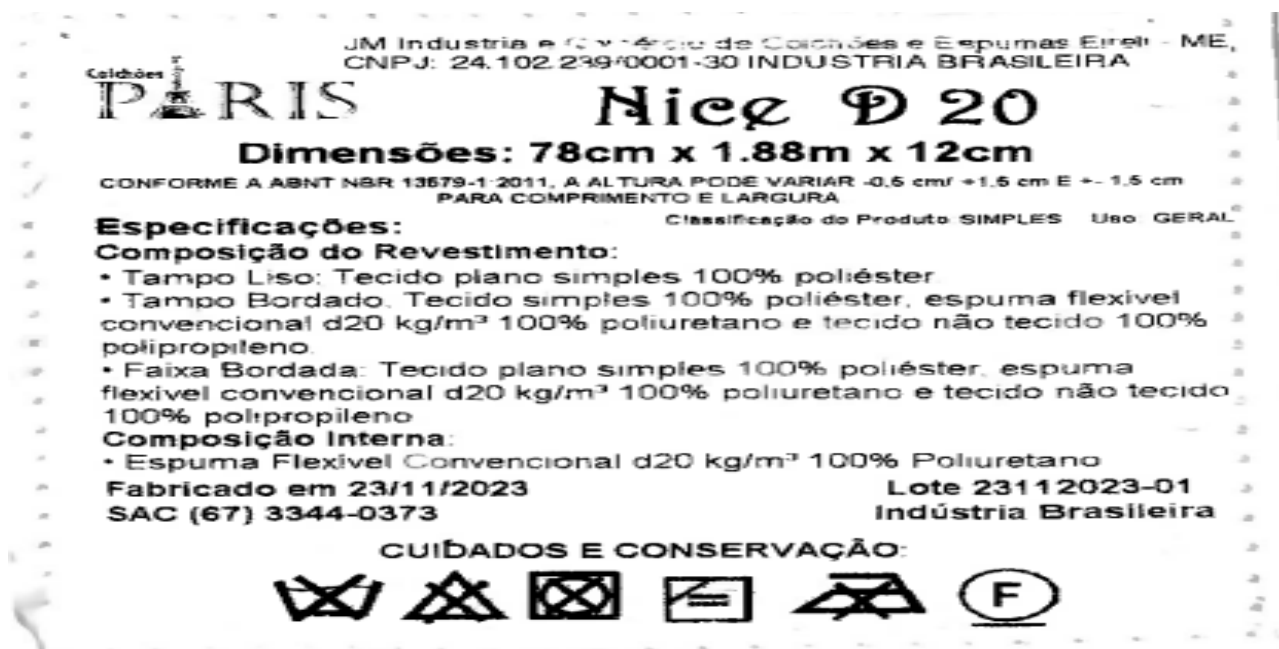 JM Industria e Comércio de Colchões e Espumas Eireli - ME,
CNPJ: 24.102.239/0001-30 INDUSTRIA BRASILEIRA
Colchões
PARIS
Nice D 20
Dimensões: 78cm x 1.88m x 12cm
CONFORME A ABNT NBR 13579-1:2011, A ALTURA PODE VARIAR -0,5 cm/ +1,5 cm E +- 1,5 cm
PARA COMPRIMENTO E LARGURA
Especificações:
Classificação do Produto SIMPLES Uso: GERAL
Composição do Revestimento:
• Tampo Liso: Tecido plano simples 100% poliéster
• Tampo Bordado. Tecido simples 100% poliéster, espuma flexivel
convencional d20 kg/m³ 100% poliuretano e tecido não tecido 100%
polipropileno.
• Faixa Bordada: Tecido plano simples 100% poliéster, espuma
flexivel convencional d20 kg/m³ 100% poliuretano e tecido não tecido
100% polipropileno
Composição Interna:
• Espuma Flexivel Convencional d20 kg/m³ 100% Poliuretano
Fabricado em 23/11/2023
Lote 23112023-01
SAC (67) 3344-0373
Indústria Brasileira
CUIDADOS E CONSERVAÇÃO:
F